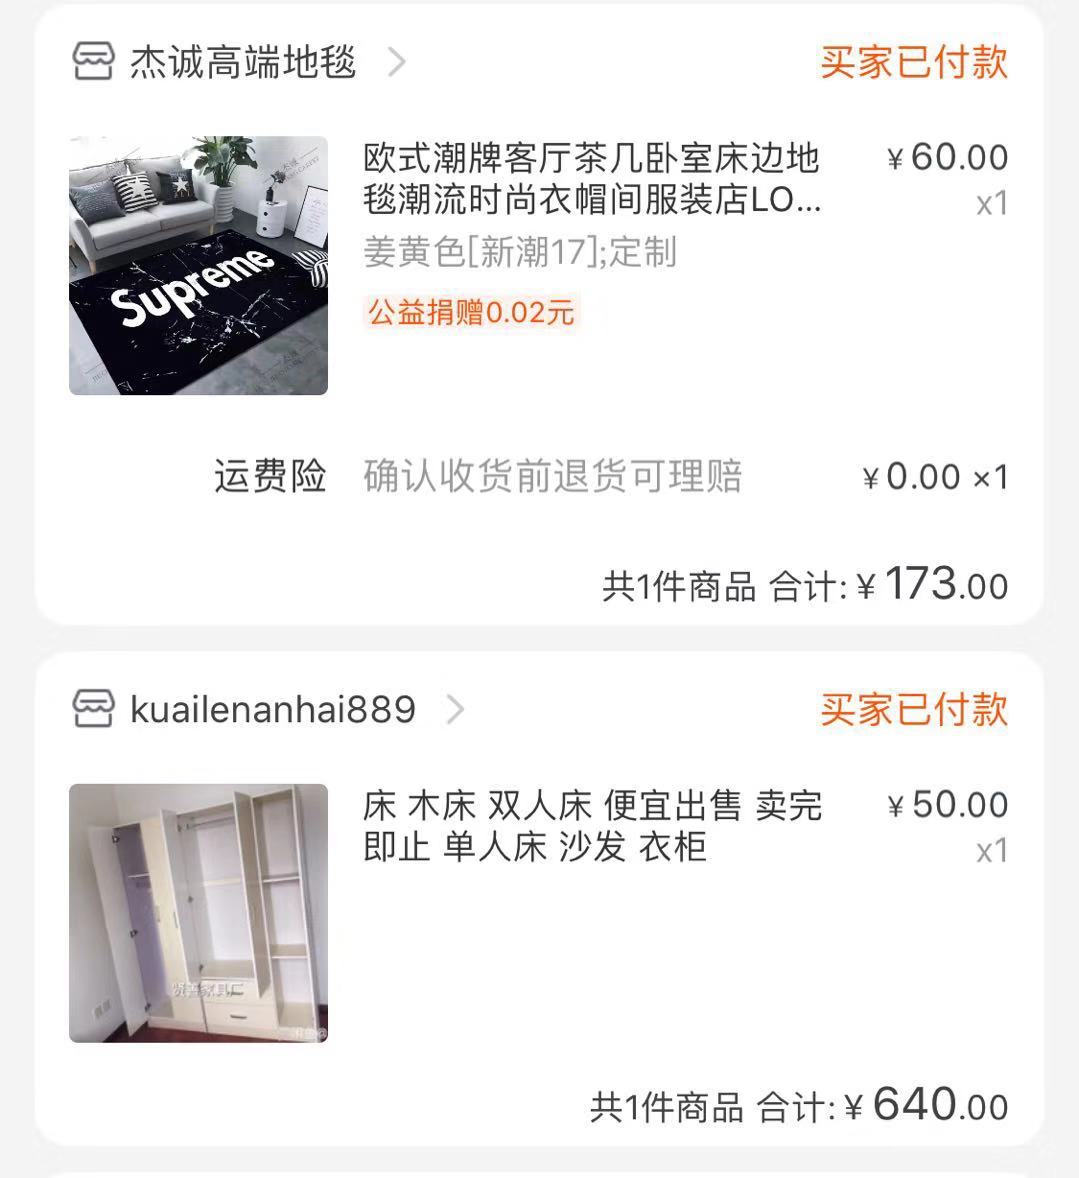 杰诚高端地毯
买家已付款
Supreme
欧式潮牌客厅茶几卧室床边地
毯潮流时尚衣帽间服装店LO...
¥60.00
x1
姜黄色[新潮17];定制
公益捐赠0.02元
运费险 确认收货前退货可理赔 ¥0.00 ×1
共1件商品 合计:¥173.00
kuailenanhai889
买家已付款
床 木床 双人床 便宜出售 卖完
即止 单人床 沙发 衣柜
¥50.00
x1
贤善家具厂
共1件商品 合计:¥640.00